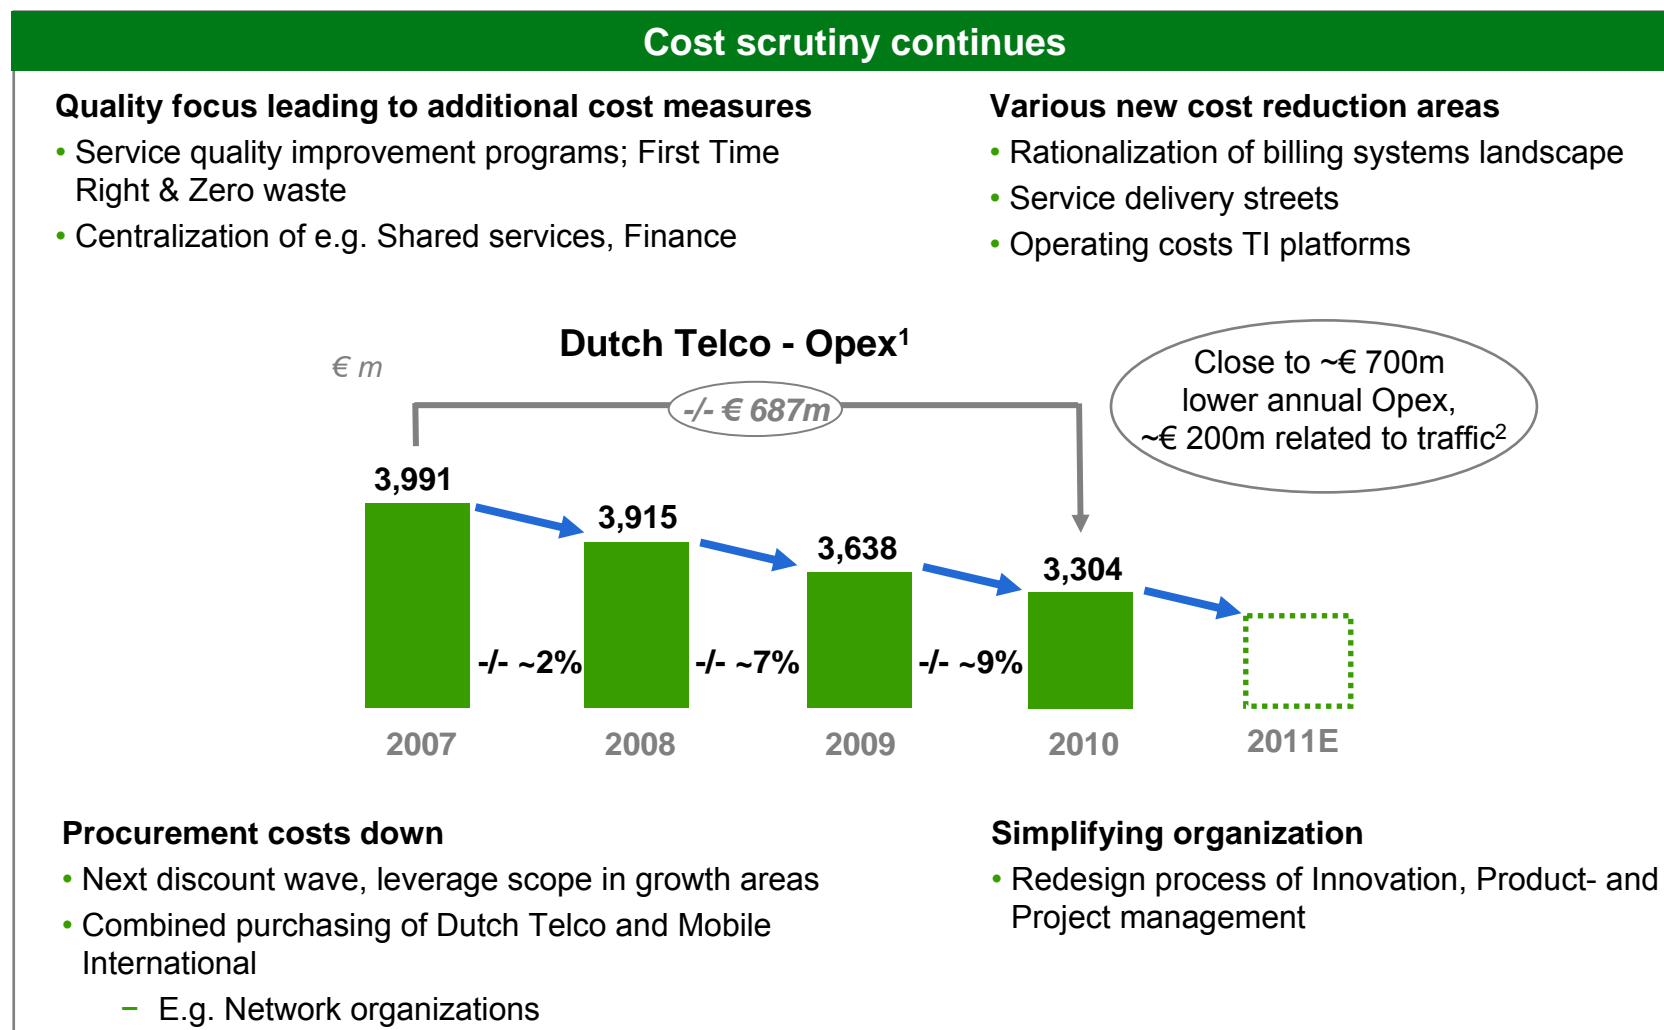 Cost scrutiny continues
Quality focus leading to additional cost measures
• Service quality improvement programs; First Time
Right & Zero waste
• Centralization of e.g. Shared services, Finance
Various new cost reduction areas
• Rationalization of billing systems landscape
• Service delivery streets
• Operating costs TI platforms
Dutch Telco - Opex¹
€ m
-/- € 687m
Close to ~€ 700m
lower annual Opex,
~€ 200m related to traffic²
3,991
3,915
3,638
3,304
-/- ~2%
-/- ~7%
-/- ~9%
2007
2008
2009
2010
2011E
Procurement costs down
• Next discount wave, leverage scope in growth areas
• Combined purchasing of Dutch Telco and Mobile
International
− E.g. Network organizations
Simplifying organization
• Redesign process of Innovation, Product- and
Project management